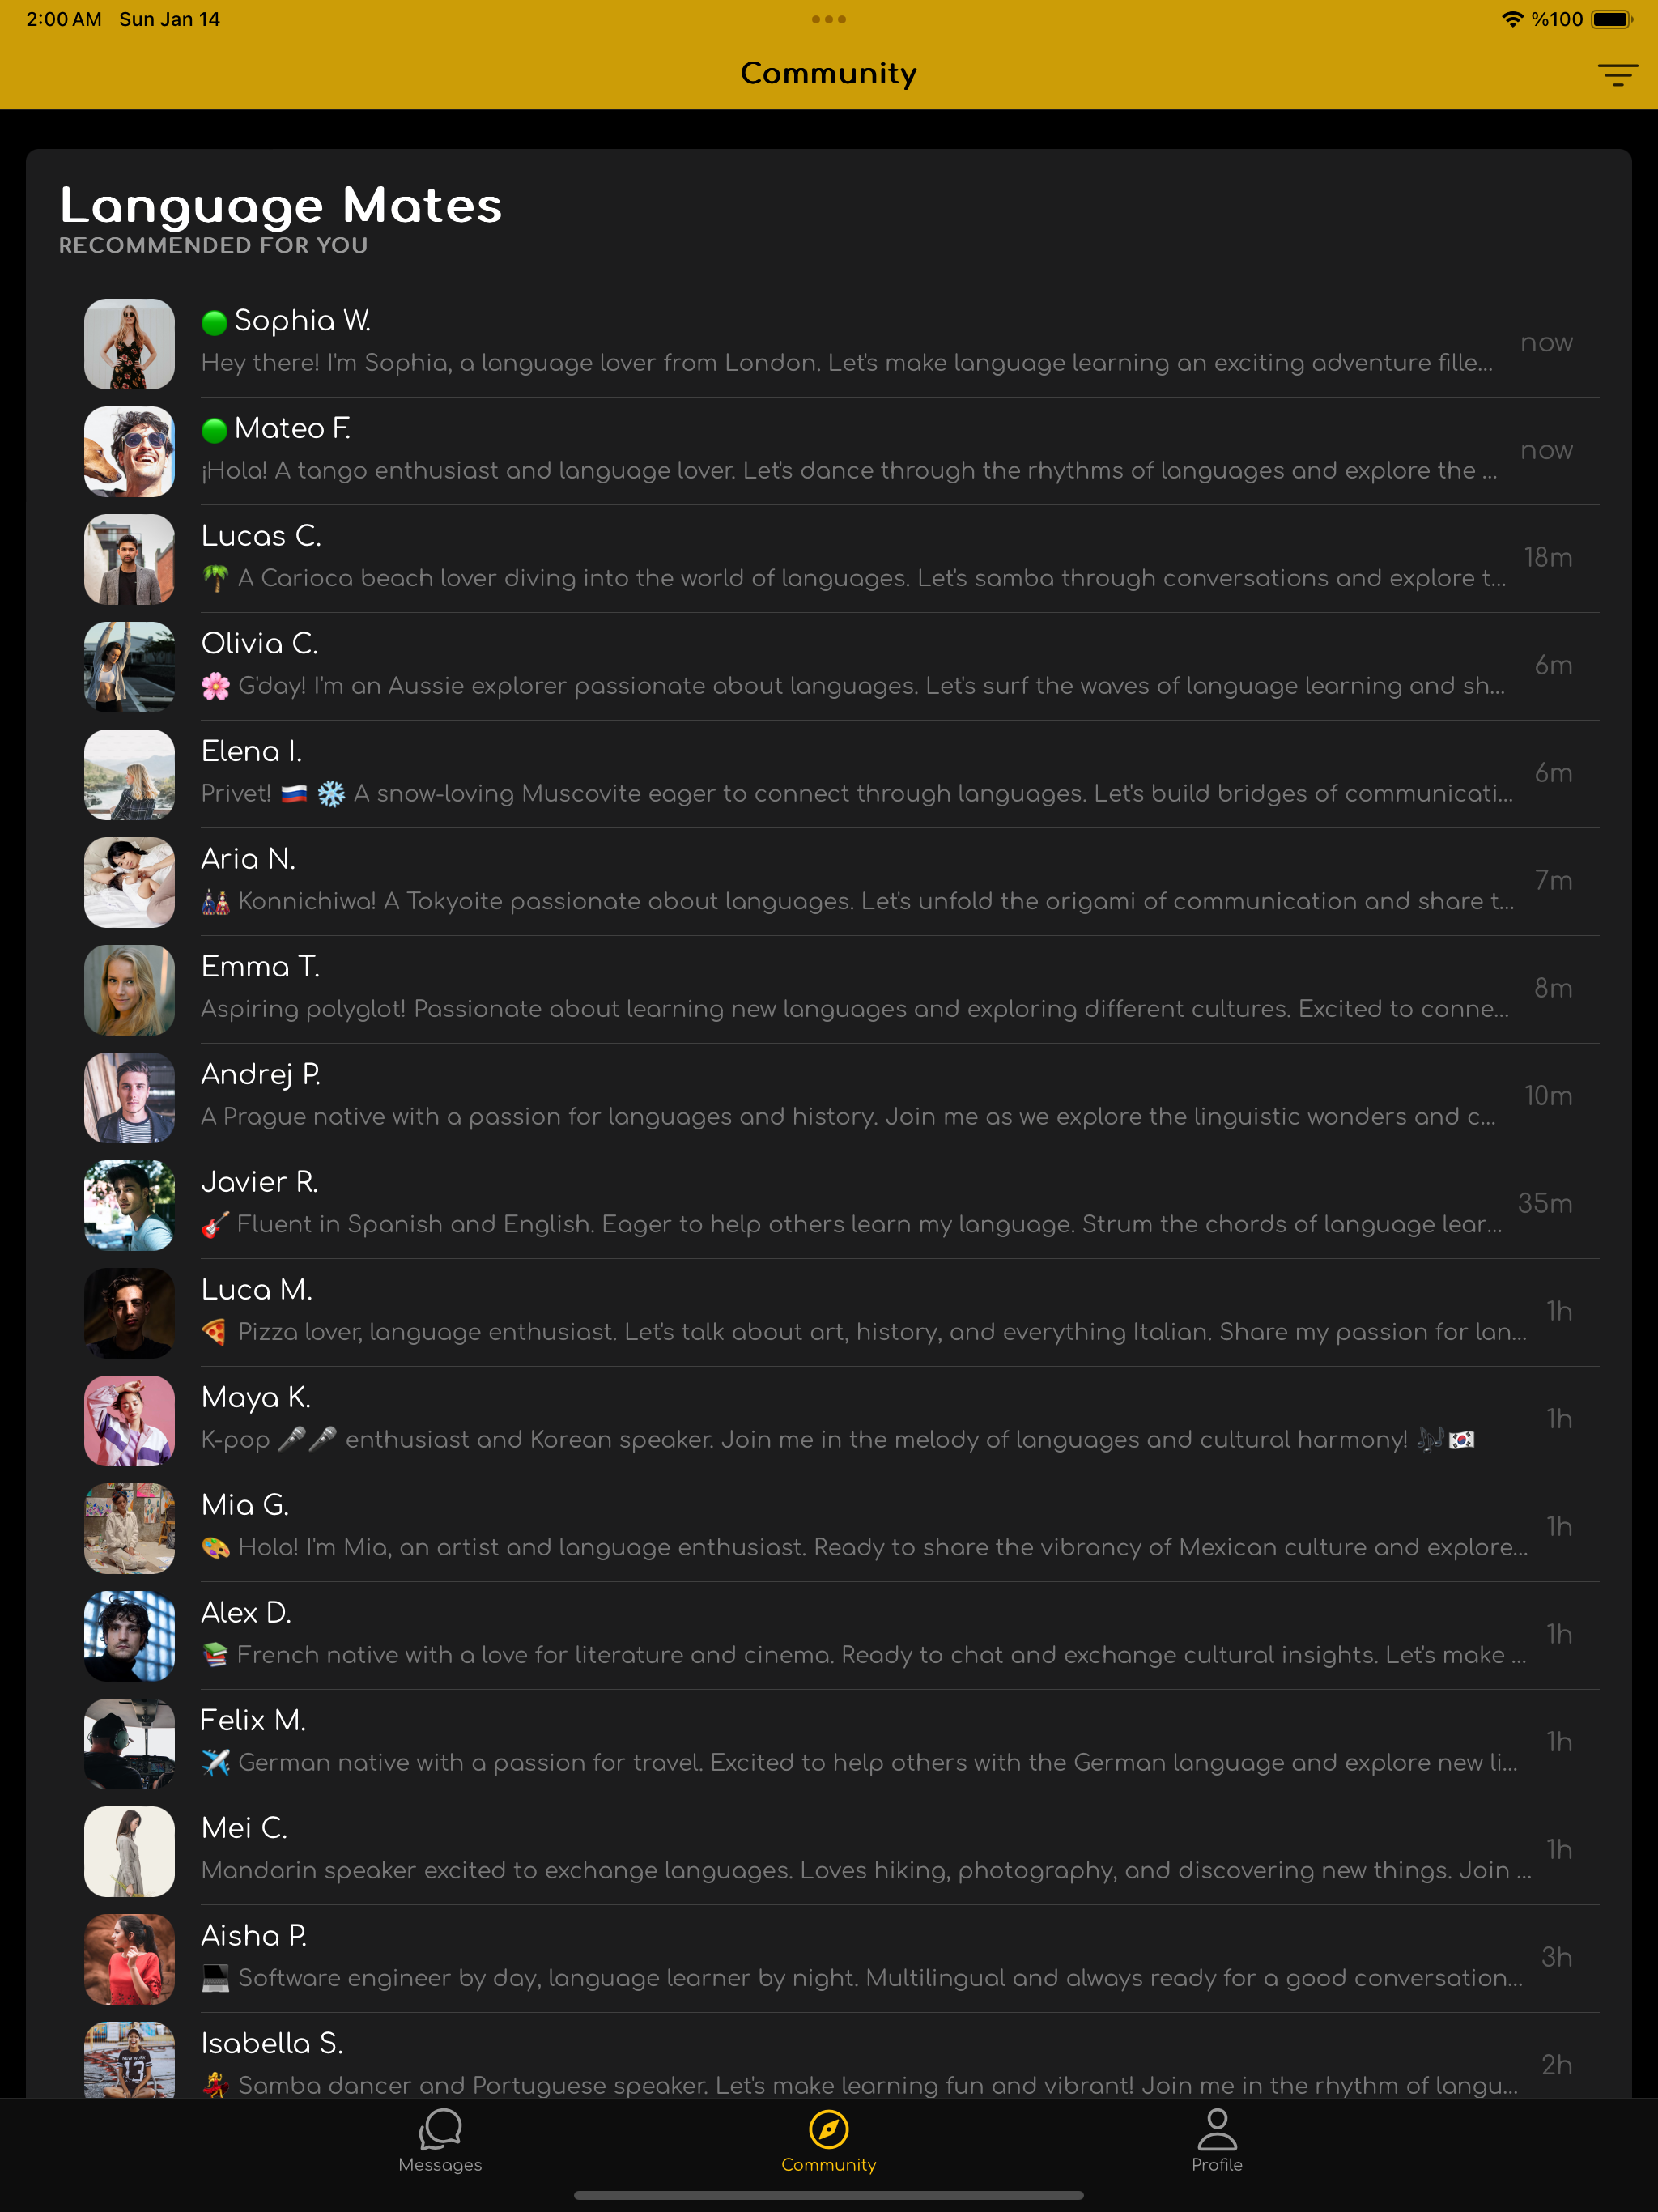 2:00 AM Sun Jan 14
%100
Community
Language Mates
RECOMMENDED FOR YOU
🟢 Sophia W.
Hey there! I'm Sophia, a language lover from London. Let's make language learning an exciting adventure fille...
now
🟢 Mateo F.
¡Hola! A tango enthusiast and language lover. Let's dance through the rhythms of languages and explore the ...
now
Lucas C.
🌴 A Carioca beach lover diving into the world of languages. Let's samba through conversations and explore t...
18m
Olivia C.
🌸 G'day! I'm an Aussie explorer passionate about languages. Let's surf the waves of language learning and sh...
6m
Elena I.
Privet! 🇷🇺 ❄️ A snow-loving Muscovite eager to connect through languages. Let's build bridges of communicati...
6m
Aria N.
🎎 Konnichiwa! A Tokyoite passionate about languages. Let's unfold the origami of communication and share t...
7m
Emma T.
Aspiring polyglot! Passionate about learning new languages and exploring different cultures. Excited to conne...
8m
Andrej P.
A Prague native with a passion for languages and history. Join me as we explore the linguistic wonders and c...
10m
Javier R.
🎸 Fluent in Spanish and English. Eager to help others learn my language. Strum the chords of language lear...
35m
Luca M.
🍕 Pizza lover, language enthusiast. Let's talk about art, history, and everything Italian. Share my passion for lan...
1h
Maya K.
K-pop 🎤🎤 enthusiast and Korean speaker. Join me in the melody of languages and cultural harmony! 🎶🇰🇷
1h
Mia G.
🎨 Hola! I'm Mia, an artist and language enthusiast. Ready to share the vibrancy of Mexican culture and explore...
1h
Alex D.
📚 French native with a love for literature and cinema. Ready to chat and exchange cultural insights. Let's make ...
1h
Felix M.
✈️ German native with a passion for travel. Excited to help others with the German language and explore new li...
1h
Mei C.
Mandarin speaker excited to exchange languages. Loves hiking, photography, and discovering new things. Join ...
1h
Aisha P.
💻 Software engineer by day, language learner by night. Multilingual and always ready for a good conversation...
3h
13
Isabella S.
💃 Samba dancer and Portuguese speaker. Let's make learning fun and vibrant! Join me in the rhythm of langu...
2h
Messages
Community
Profile